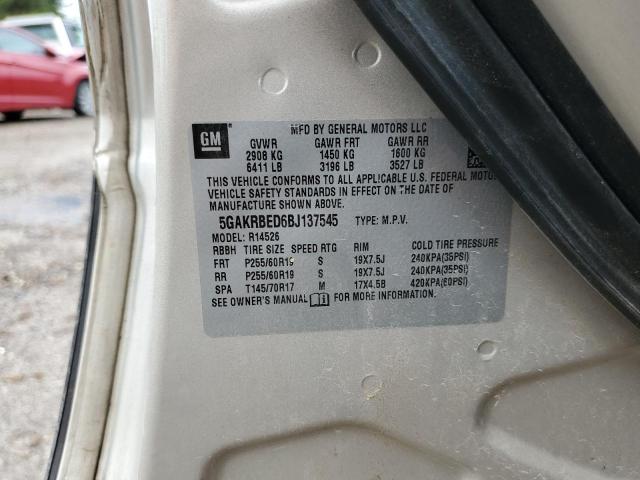 GM
MFD BY GENERAL MOTORS LLC
GVWR GAWR FRT GAWR RR
2908 KG 1450 KG 1600 KG
6411 LB 3196 LB 3527 LB
THIS VEHICLE CONFORMS TO ALL APPLICABLE U.S. FEDERAL MOTOR
VEHICLE SAFETY STANDARDS IN EFFECT ON THE DATE OF
MANUFACTURE SHOWN ABOVE.
5GAKRBED6BJ137545 TYPE: M.P.V.
MODEL: R14526
RBBH TIRE SIZE SPEED RTG RIM COLD TIRE PRESSURE
FRT P255/60R19 S 19X7.5J 240KPA(35PSI)
RR P255/60R19 S 19X7.5J 240KPA(35PSI)
SPA T145/70R17 M 17X4.5B 420KPA(60PSI)
SEE OWNER'S MANUAL FOR MORE INFORMATION.